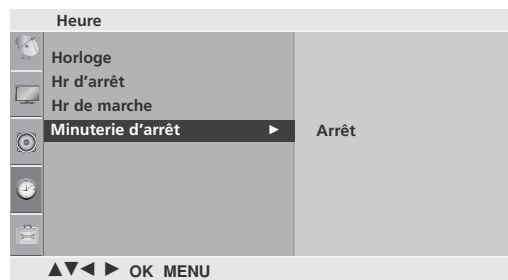 Heure
Horloge
Hr d'arrêt
Hr de marche
Minuterie d'arrêt ► Arrêt
▲▼◄ ► OK MENU